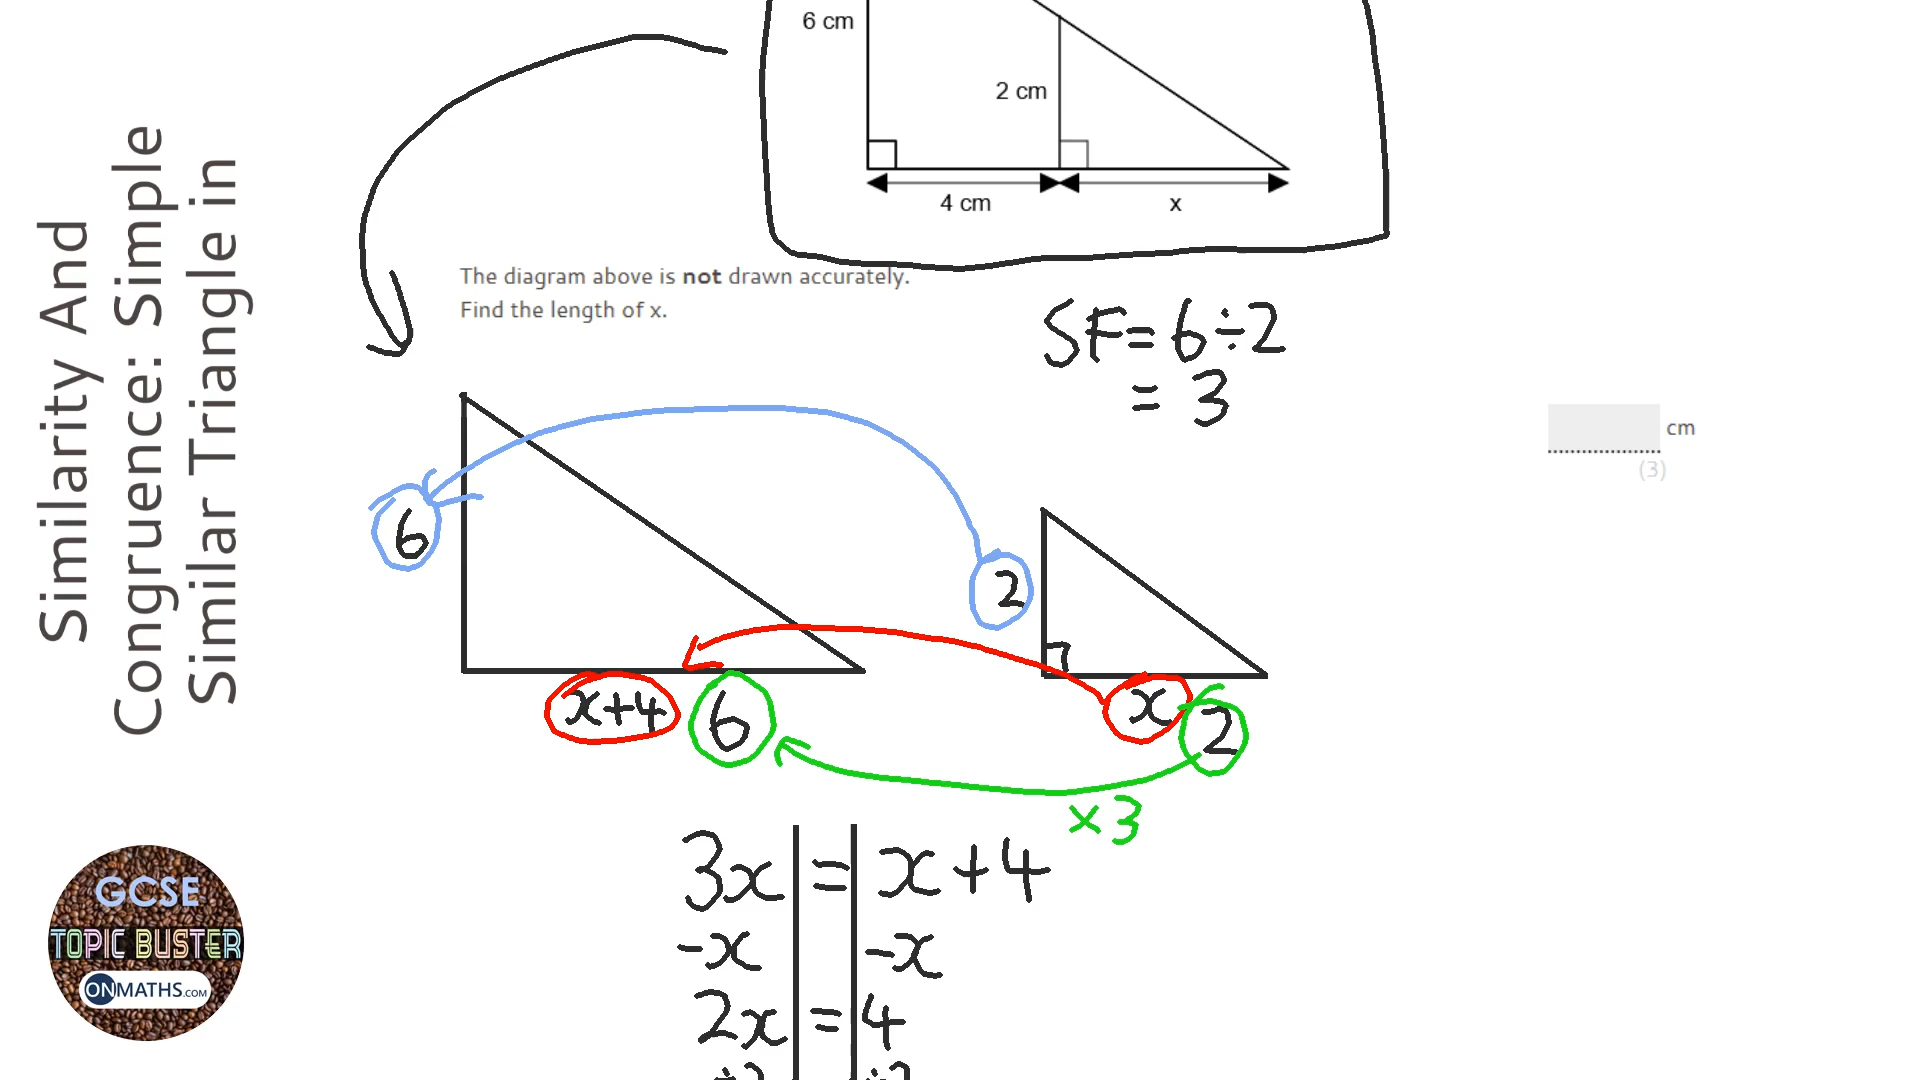 Similarity And
Congruence: Simple
Similar Triangle in
6 cm
2 cm
4 cm
x
The diagram above is not drawn accurately.
Find the length of x.
SF = 6 ÷ 2
= 3
cm
(3)
6
2
x+4
6
x
2
×3
3x = x+4
-x -x
2x = 4
÷2 ÷2
GCSE
TOPIC BUSTER
ONMATHS.COM